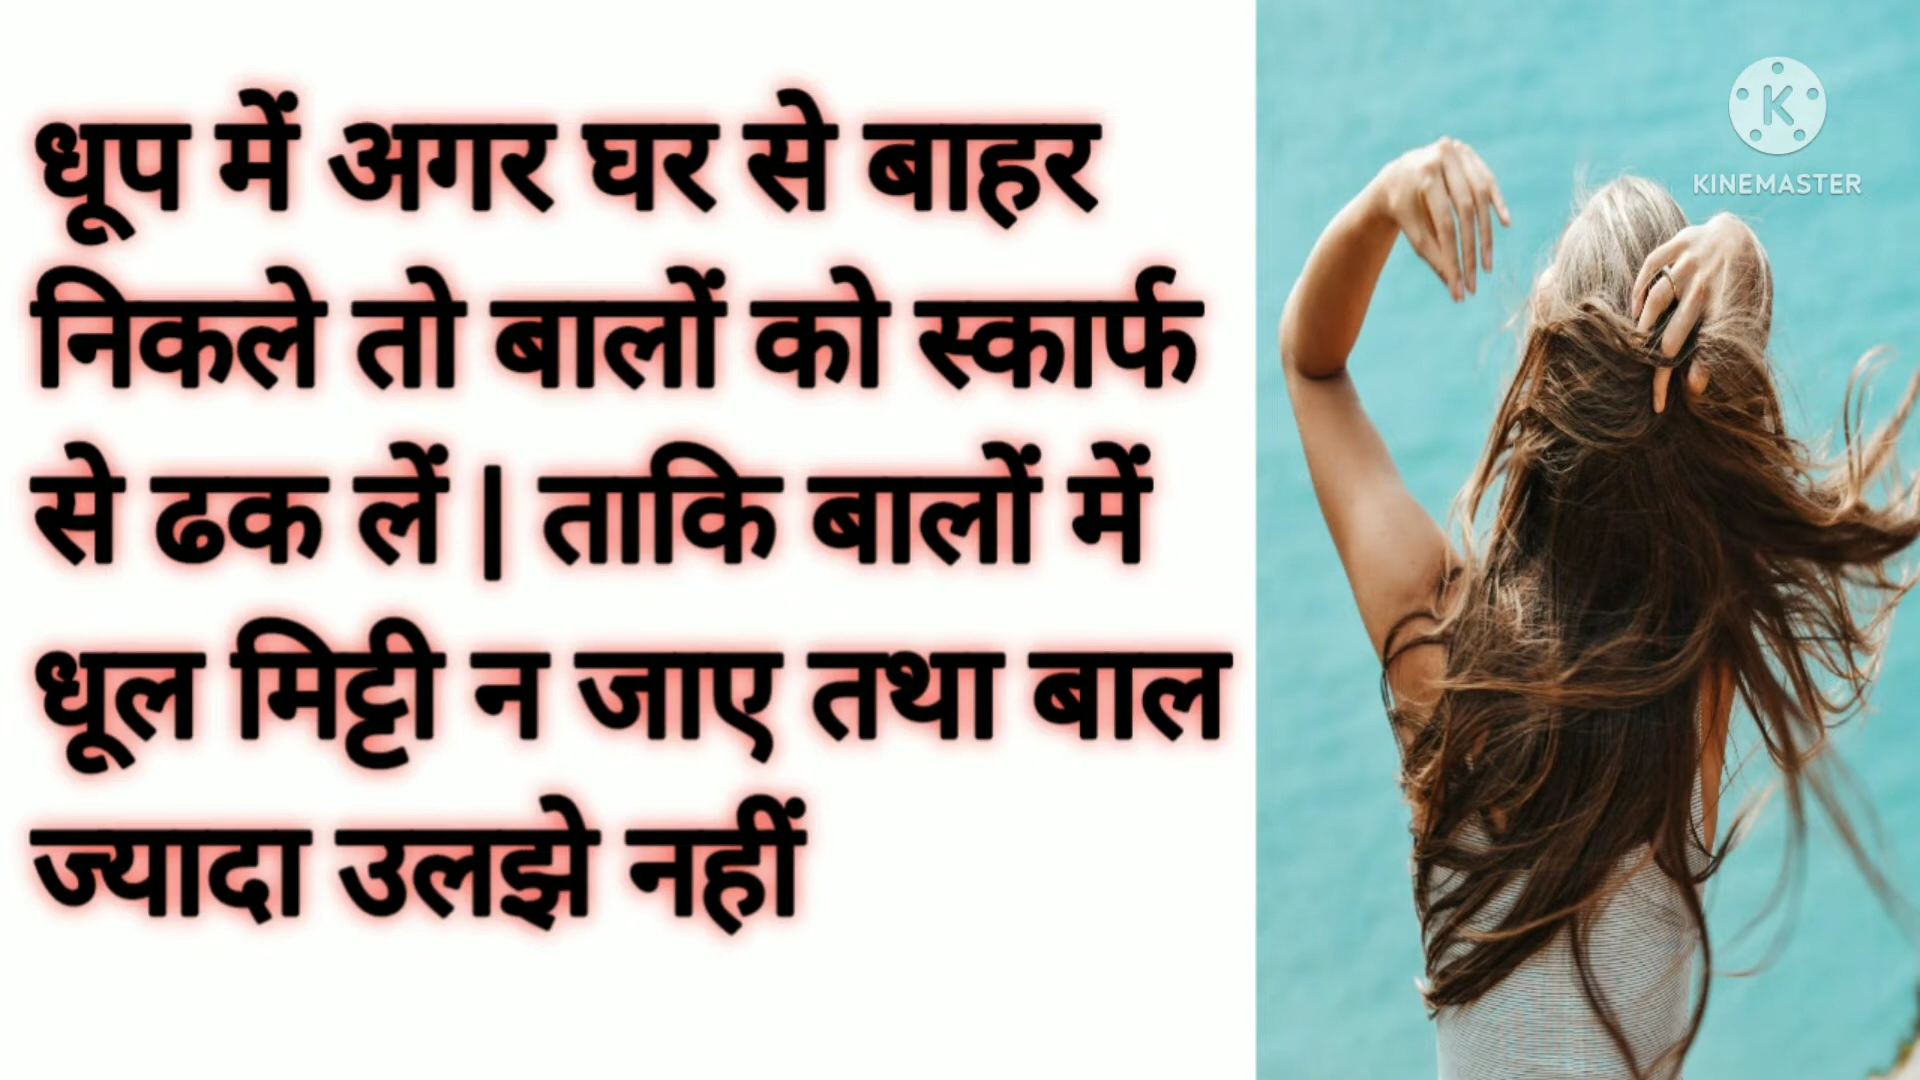 धूप में अगर घर से बाहर
निकले तो बालों को स्कार्फ
से ढक लें | ताकि बालों में
धूल मिट्टी न जाए तथा बाल
ज्यादा उलझे नहीं
K
KINEMASTER